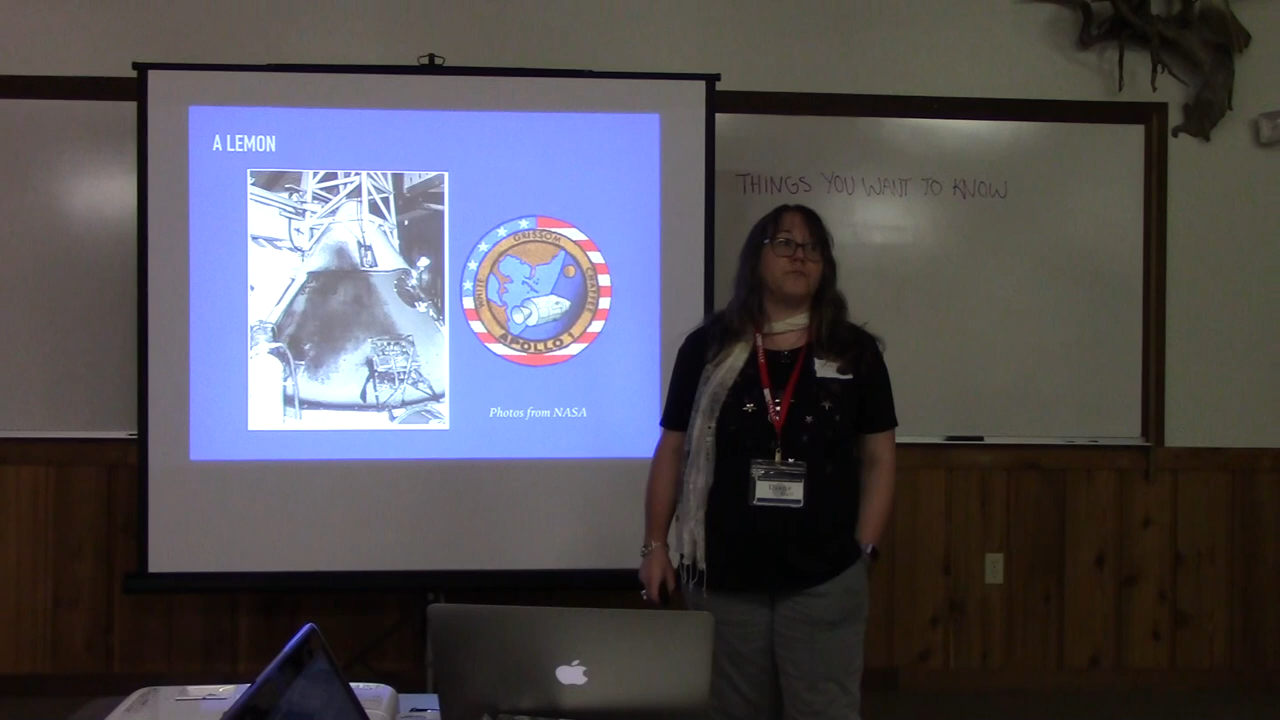 A LEMON
GRISSOM
WHITE
CHAFFEE
APOLLO 1
Photos from NASA
THINGS YOU WANT TO KNOW